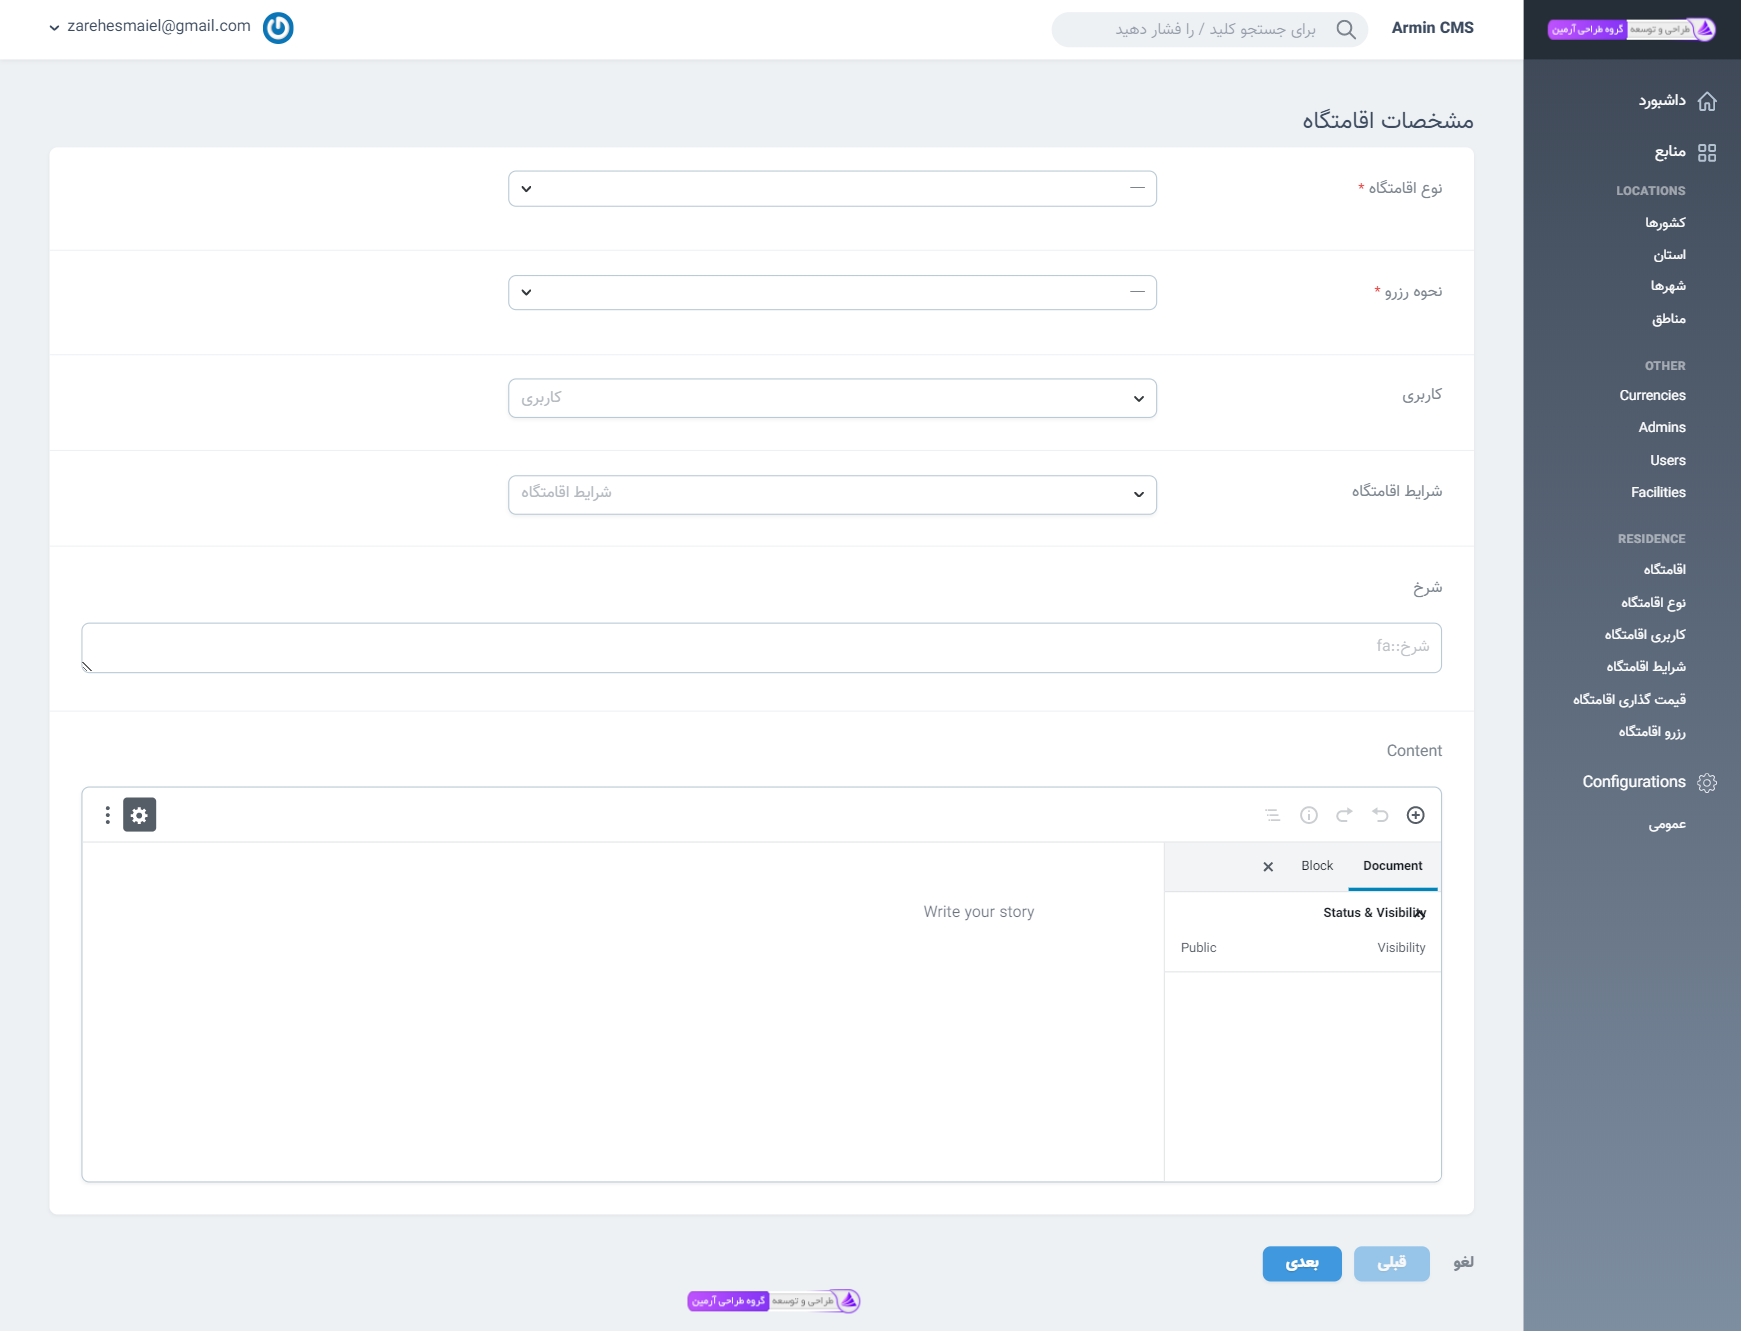 zarehesmaiel@gmail.com
برای جستجو کلید / را فشار دهید
Armin CMS
طراحی و توسعه گروه طراحی آرمین
داشبورد
منابع
LOCATIONS
کشورها
استان
شهرها
مناطق
OTHER
Currencies
Admins
Users
Facilities
RESIDENCE
اقامتگاه
نوع اقامتگاه
کاربری اقامتگاه
شرایط اقامتگاه
قیمت گذاری اقامتگاه
رزرو اقامتگاه
Configurations
عمومی
مشخصات اقامتگاه
نوع اقامتگاه *
—
نحوه رزرو *
—
کاربری
کاربری
شرایط اقامتگاه
شرایط اقامتگاه
شرخ
شرخ::fa
Content
Document
Block
Status & Visibility
Visibility
Public
Write your story
لغو
قبلی
بعدی
طراحی و توسعه گروه طراحی آرمین